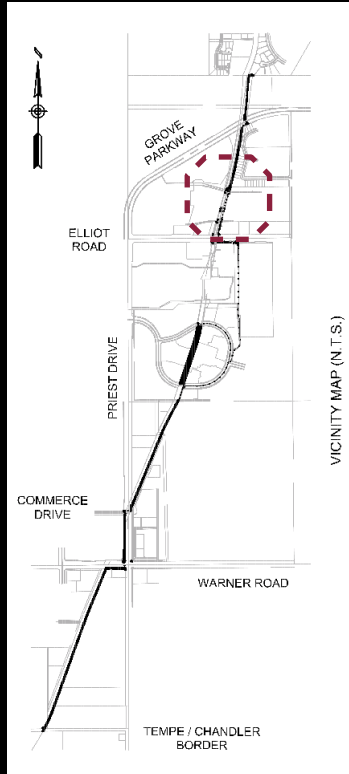 GROVE
PARKWAY
ELLIOT
ROAD
PRIEST DRIVE
VICINITY MAP (N.T.S.)
COMMERCE
DRIVE
WARNER ROAD
TEMPE / CHANDLER
BORDER